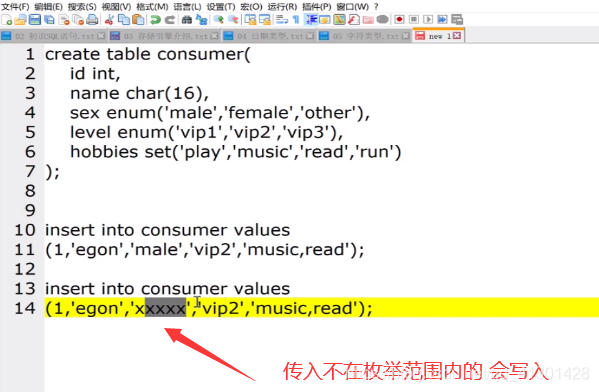 文件(F) 编辑(E) 搜索(S) 视图(V) 格式(M) 语言(L) 设置(T) 宏(O) 运行(R) 插件(P) 窗口(W) ?
02 初识SQL语句.txt 03 存储引擎介绍.txt 04 日期类型.txt 05 字符类型.txt new 1
1 create table consumer(
2 id int,
3 name char(16),
4 sex enum('male','female','other'),
5 level enum('vip1','vip2','vip3'),
6 hobbies set('play','music','read','run')
7 );
8
9
10 insert into consumer values
11 (1,'egon','male','vip2','music,read');
12
13 insert into consumer values
14 (1,'egon','xxxxx','vip2','music,read');
传入不在枚举范围内的 会写入